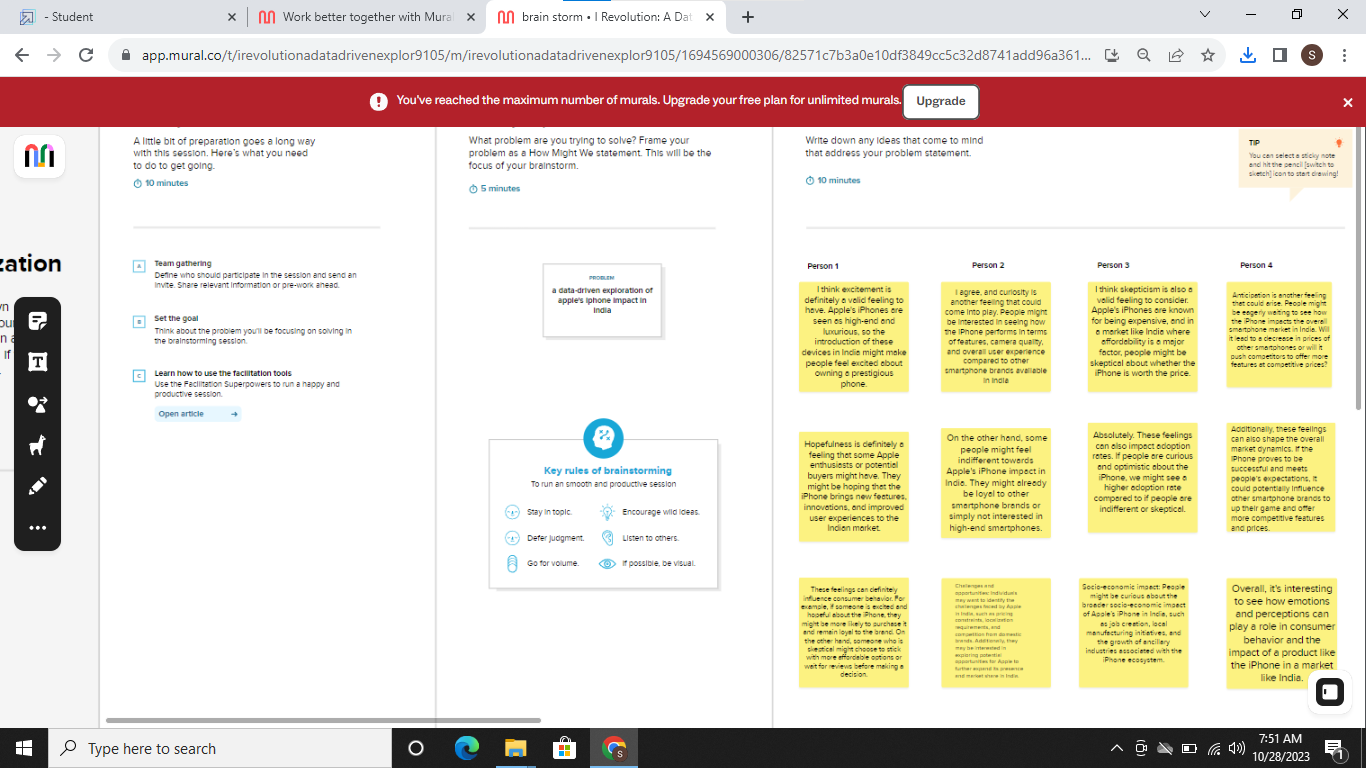 - Student
Work better together with Mural
brain storm • I Revolution: A Dat
app.mural.co/t/irevolutionadatadrivenexplor9105/m/irevolutionadatadrivenexplor9105/1694569000306/82571c7b3a0e10df3849cc5c32d8741add96a361...
S
You've reached the maximum number of murals. Upgrade your free plan for unlimited murals.
Upgrade
zation
vn
our
n a
If
A little bit of preparation goes a long way
with this session. Here's what you need
to do to get going.
10 minutes
A
Team gathering
Define who should participate in the session and send an
invite. Share relevant information or pre-work ahead.
B
Set the goal
Think about the problem you'll be focusing on solving in
the brainstorming session.
C
Learn how to use the facilitation tools
Use the Facilitation Superpowers to run a happy and
productive session.
Open article
What problem are you trying to solve? Frame your
problem as a How Might We statement. This will be the
focus of your brainstorm.
5 minutes
PROBLEM
a data-driven exploration of
apple's iphone impact in
india
Key rules of brainstorming
To run an smooth and productive session
Stay in topic.
Encourage wild ideas.
Defer judgment.
Listen to others.
Go for volume.
If possible, be visual.
Write down any ideas that come to mind
that address your problem statement.
10 minutes
TIP
You can select a sticky note
and hit the pencil [switch to
sketch] icon to start drawing!
Person 1
Person 2
Person 3
Person 4
I think excitement is
definitely a valid feeling to
have. Apple's iPhones are
seen as high-end and
luxurious, so the
introduction of these
devices in India might make
people feel excited about
owning a prestigious
phone.
I agree, and curiosity is
another feeling that could
come into play. People might
be interested in seeing how
the iPhone performs in terms
of features, camera quality,
and overall user experience
compared to other
smartphone brands available
in India
I think skepticism is also a
valid feeling to consider.
Apple's iPhones are known
for being expensive, and in
a market like India where
affordability is a major
factor, people might be
skeptical about whether the
iPhone is worth the price.
Anticipation is another feeling
that could arise. People might
be eagerly waiting to see how
the iPhone impacts the overall
smartphone market in India. Will
it lead to a decrease in prices of
other smartphones or will it
push competitors to offer more
features at competitive prices?
Hopefulness is definitely a
feeling that some Apple
enthusiasts or potential
buyers might have. They
might be hoping that the
iPhone brings new features,
innovations, and improved
user experiences to the
Indian market.
On the other hand, some
people might feel
indifferent towards
Apple's iPhone impact in
India. They might already
be loyal to other
smartphone brands or
simply not interested in
high-end smartphones.
Absolutely. These feelings
can also impact adoption
rates. If people are curious
and optimistic about the
iPhone, we might see a
higher adoption rate
compared to if people are
indifferent or skeptical.
Additionally, these feelings
can also shape the overall
market dynamics. If the
iPhone proves to be
successful and meets
people's expectations, it
could potentially influence
other smartphone brands to
up their game and offer
more competitive features
and prices.
These feelings can definitely
influence consumer behavior. For
example, if someone is excited and
hopeful about the iPhone, they
might be more likely to purchase it
and remain loyal to the brand. On
the other hand, someone who is
skeptical might choose to stick
with more affordable options or
wait for reviews before making a
decision.
Challenges and
opportunities: Individuals
may want to identify the
challenges faced by Apple
in India, such as pricing
constraints, localization
requirements, and
competition from domestic
brands. Additionally, they
may be interested in
exploring potential
opportunities for Apple to
further expand its presence
and market share in India.
Socio-economic impact: People
might be curious about the
broader socio-economic impact
of Apple's iPhone in India, such
as job creation, local
manufacturing initiatives, and
the growth of ancillary
industries associated with the
iPhone ecosystem.
Overall, it's interesting
to see how emotions
and perceptions can
play a role in consumer
behavior and the
impact of a product like
the iPhone in a market
like India.
Type here to search
S
7:51 AM
10/28/2023
1